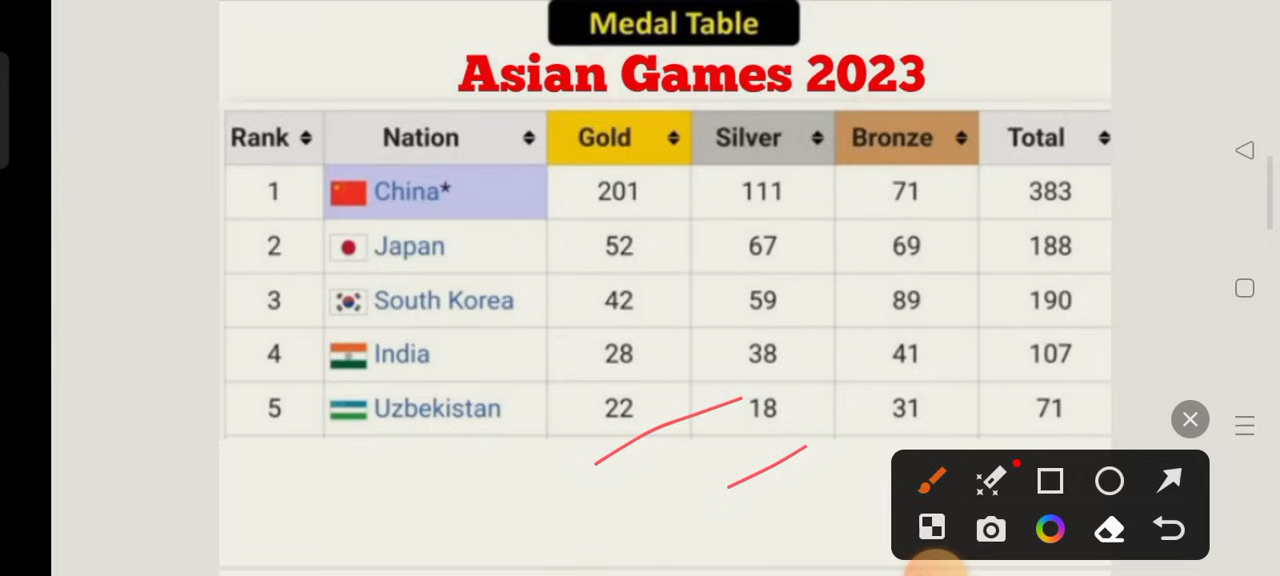 Medal Table
Asian Games 2023
Rank Nation Gold Silver Bronze Total
1 China* 201 111 71 383
2 Japan 52 67 69 188
3 South Korea 42 59 89 190
4 India 28 38 41 107
5 Uzbekistan 22 18 31 71